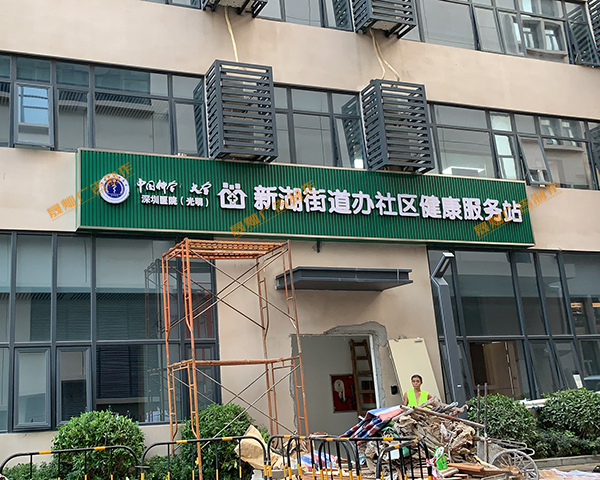 中国科学 大学
深圳医院（光明）
新湖街道办社区健康服务站